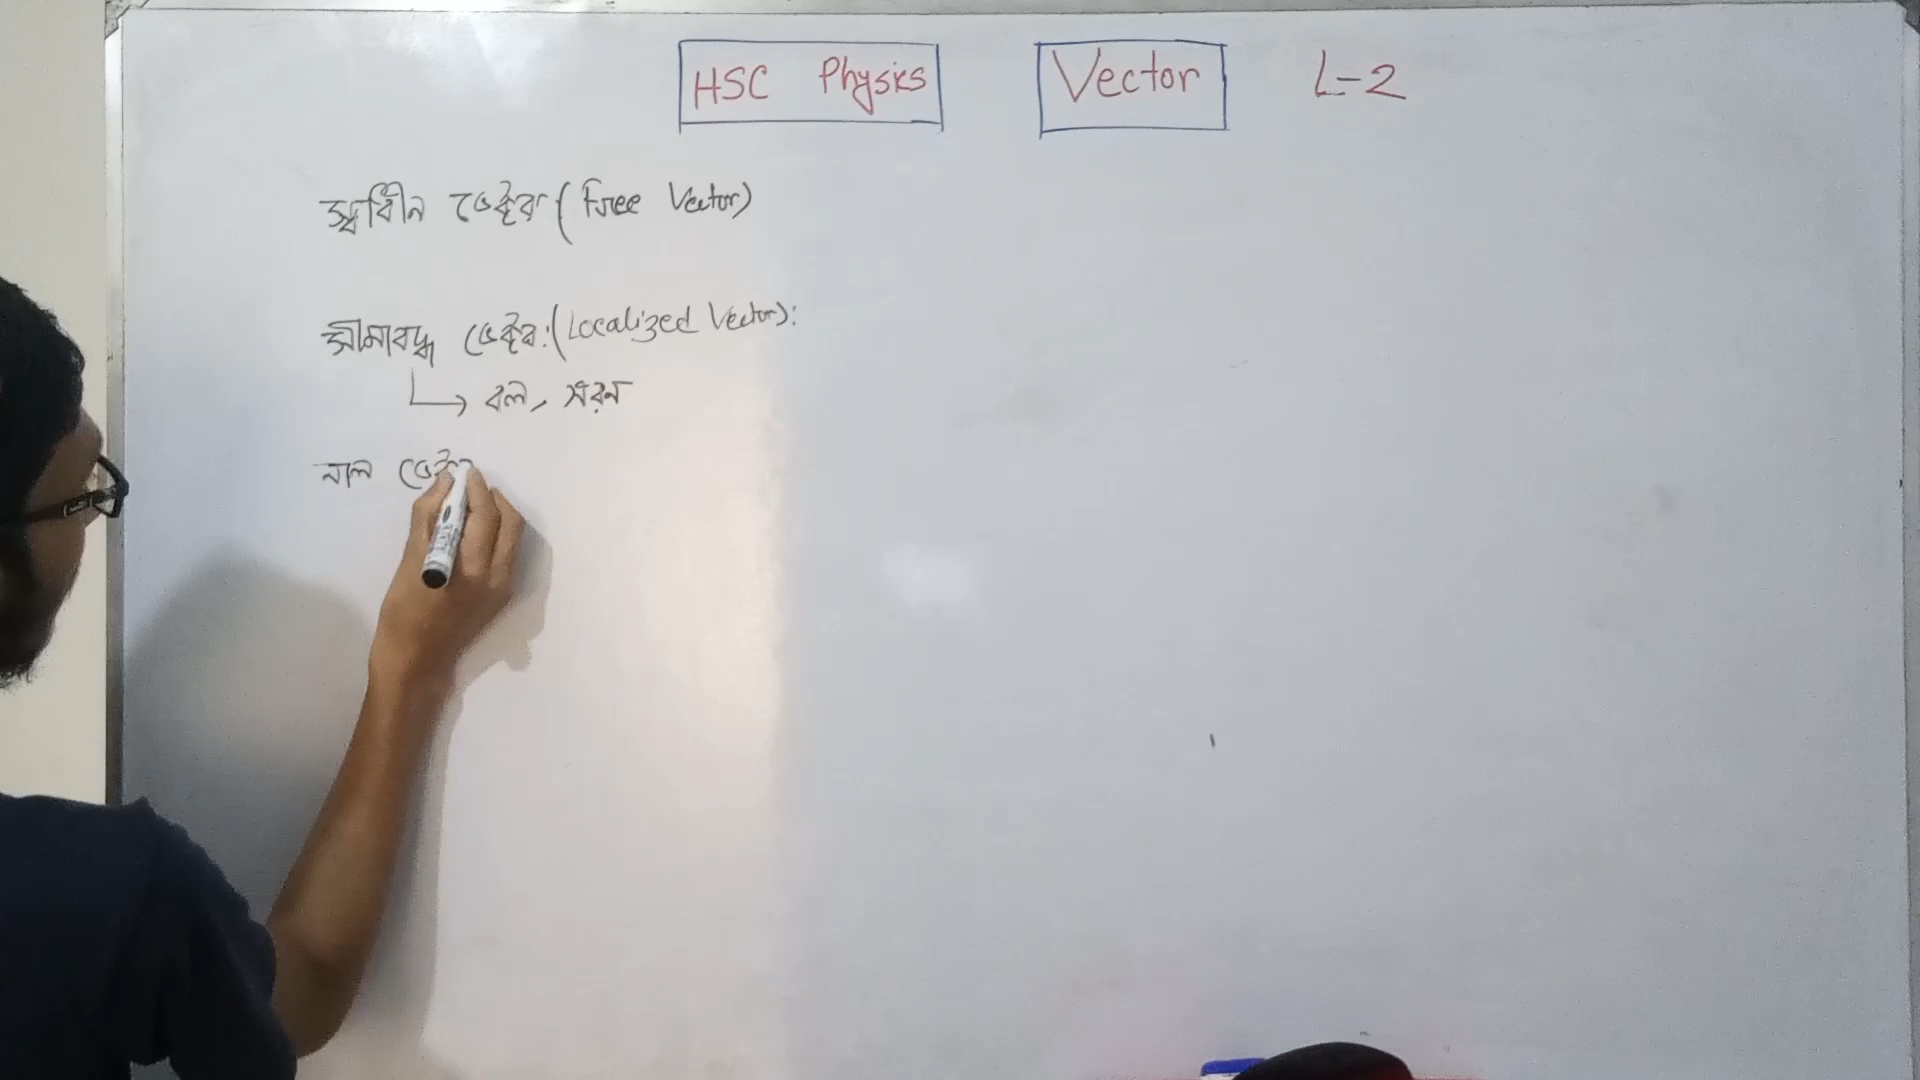 HSC Physics Vector L-2
স্বাধীন ভেক্টর (Free Vector)
সীমাবদ্ধ ভেক্টর: (Localized Vector):
বল, সরন
নাল